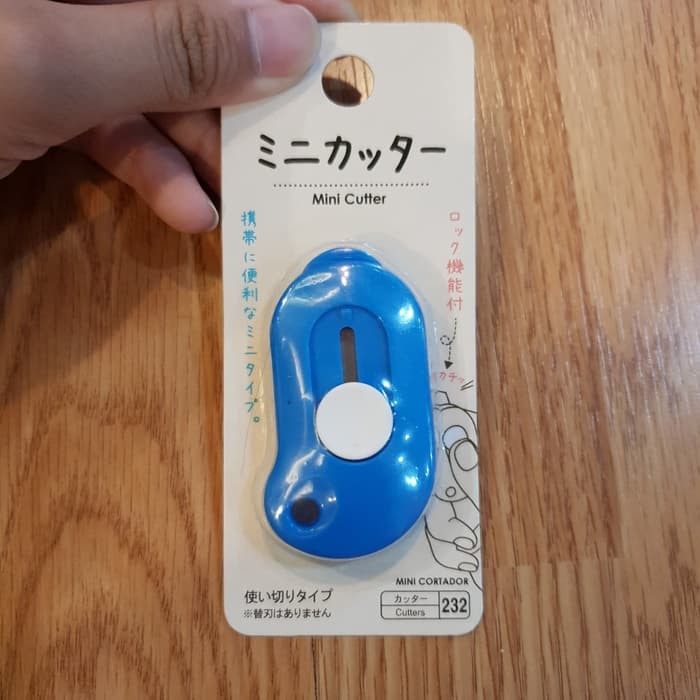 ミニカッター
Mini Cutter
携帯に便利なミニタイプ。
ロック機能付
カチッ
MINI CORTADOR
使い切りタイプ
※替刃はありません
カッター
Cutters
232